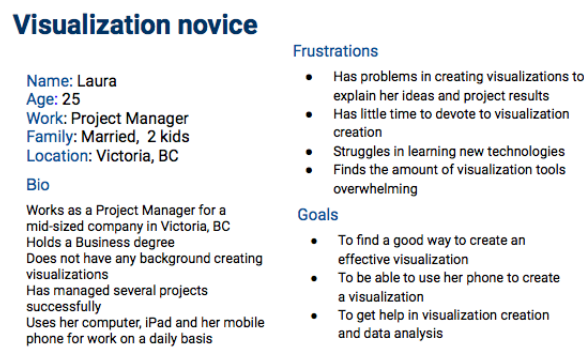 Visualization novice
Name: Laura
Age: 25
Work: Project Manager
Family: Married, 2 kids
Location: Victoria, BC
Bio
Works as a Project Manager for a
mid-sized company in Victoria, BC
Holds a Business degree
Does not have any background creating
visualizations
Has managed several projects
successfully
Uses her computer, iPad and her mobile
phone for work on a daily basis
Frustrations
● Has problems in creating visualizations to
explain her ideas and project results
● Has little time to devote to visualization
creation
● Struggles in learning new technologies
● Finds the amount of visualization tools
overwhelming
Goals
● To find a good way to create an
effective visualization
● To be able to use her phone to create
a visualization
● To get help in visualization creation
and data analysis